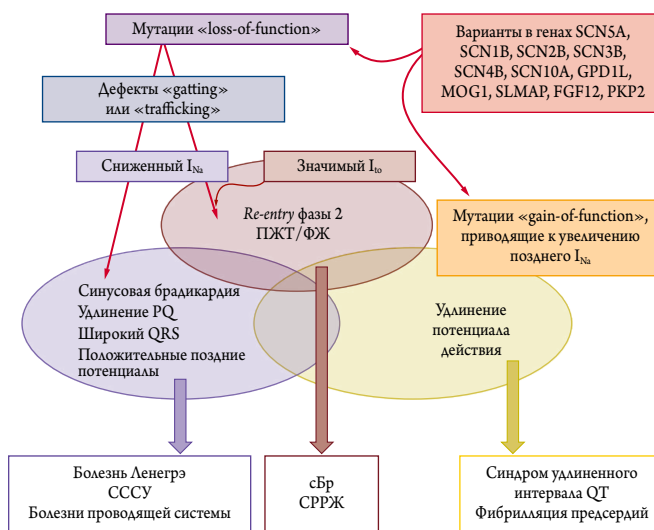 Мутации «loss-of-function»
Варианты в генах SCN5A,
SCN1B, SCN2B, SCN3B,
SCN4B, SCN10A, GPD1L,
MOG1, SLMAP, FGF12, PKP2
Дефекты «gatting»
или «trafficking»
Сниженный INa
Значимый Ito
Re-entry фазы 2
ПЖТ/ФЖ
Мутации «gain-of-function»,
приводящие к увеличению
позднего INa
Синусовая брадикардия
Удлинение PQ
Широкий QRS
Положительные поздние
потенциалы
Удлинение
потенциала
действия
Болезнь Ленегрэ
СССУ
Болезни проводящей системы
сБр
СРРЖ
Синдром удлиненного
интервала QT
Фибрилляция предсердий